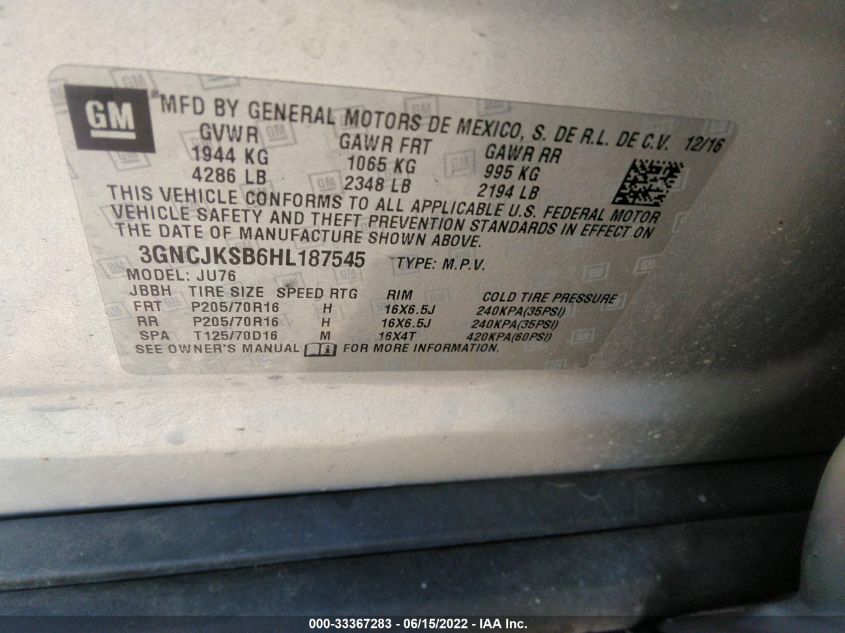 GM MFD BY GENERAL MOTORS DE MEXICO, S. DE R.L. DE C.V. 12/16
GVWR GAWR FRT GAWR RR
1944 KG 1065 KG 995 KG
4286 LB 2348 LB 2194 LB
THIS VEHICLE CONFORMS TO ALL APPLICABLE U.S. FEDERAL MOTOR
VEHICLE SAFETY AND THEFT PREVENTION STANDARDS IN EFFECT ON
THE DATE OF MANUFACTURE SHOWN ABOVE.
3GNCJKSB6HL187545 TYPE: M.P.V.
MODEL: JU76
JBBH TIRE SIZE SPEED RTG RIM COLD TIRE PRESSURE
FRT P205/70R16 H 16X6.5J 240KPA(35PSI)
RR P205/70R16 H 16X6.5J 240KPA(35PSI)
SPA T125/70D16 M 16X4T 420KPA(60PSI)
SEE OWNER'S MANUAL FOR MORE INFORMATION.
000-33367283 - 06/15/2022 - IAA Inc.